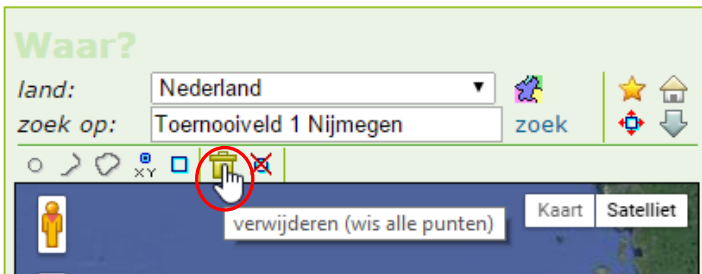 Waar?
land: Nederland
zoek op: Toernooiveld 1 Nijmegen zoek
XY
verwijderen (wis alle punten) Kaart Satelliet